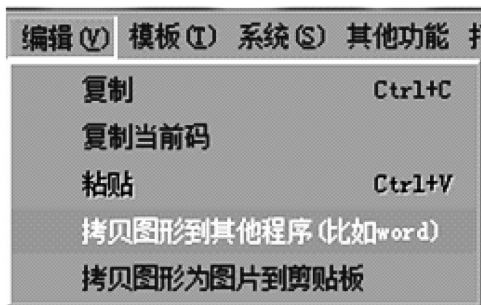 编辑(V) 模板(T) 系统(S) 其他功能
复制 Ctrl+C
复制当前码
粘贴 Ctrl+V
拷贝图形到其他程序(比如word)
拷贝图形为图片到剪贴板